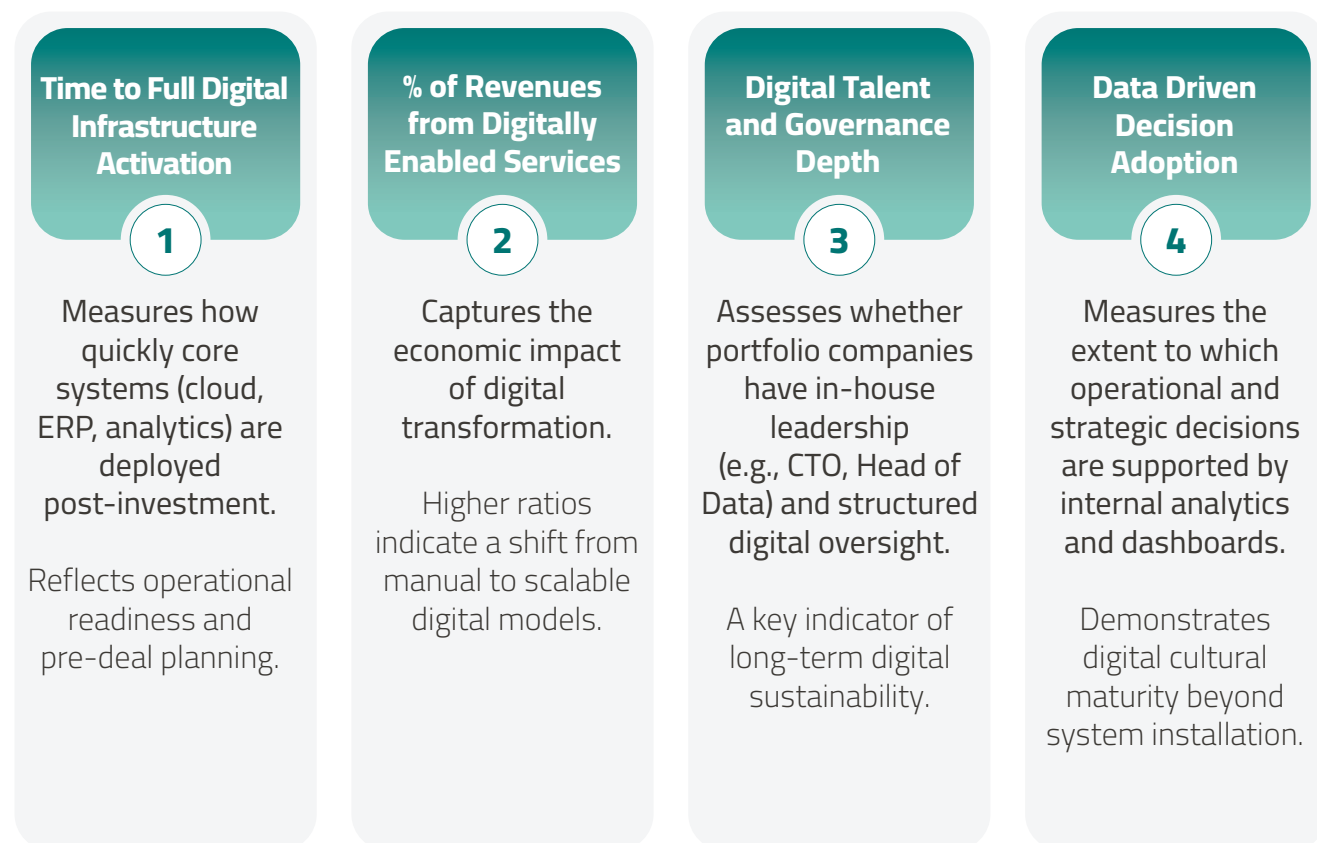 Time to Full Digital
Infrastructure
Activation
1
Measures how
quickly core
systems (cloud,
ERP, analytics) are
deployed
post-investment.
Reflects operational
readiness and
pre-deal planning.
% of Revenues
from Digitally
Enabled Services
2
Captures the
economic impact
of digital
transformation.
Higher ratios
indicate a shift from
manual to scalable
digital models.
Digital Talent
and Governance
Depth
3
Assesses whether
portfolio companies
have in-house
leadership
(e.g., CTO, Head of
Data) and structured
digital oversight.
A key indicator of
long-term digital
sustainability.
Data Driven
Decision
Adoption
4
Measures the
extent to which
operational and
strategic decisions
are supported by
internal analytics
and dashboards.
Demonstrates
digital cultural
maturity beyond
system installation.